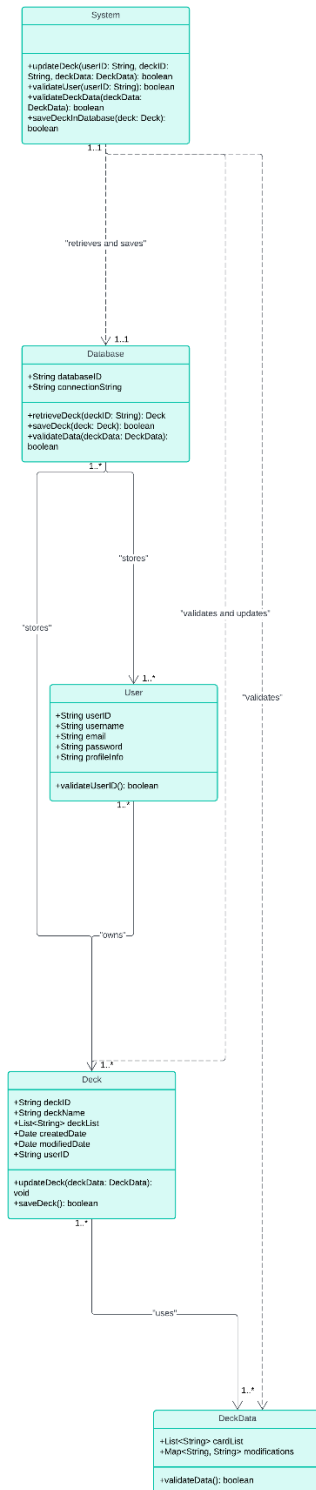 System
+updateDeck(userID: String, deckID:
String, deckData: DeckData): boolean
+validateUser(userID: String): boolean
+validateDeckData(deckData:
DeckData): boolean
+saveDeckInDatabase(deck: Deck):
boolean
1..1
"retrieves and saves"
1..1
Database
+String databaseID
+String connectionString
+retrieveDeck(deckID: String): Deck
+saveDeck(deck: Deck): boolean
+validateData(deckData: DeckData):
boolean
1..*
"stores"
"stores"
"validates and updates"
"validates"
1..*
User
+String userID
+String username
+String email
+String password
+String profileInfo
+validateUserID(): boolean
1..*
"owns"
1..*
Deck
+String deckID
+String deckName
+List<String> deckList
+Date createdDate
+Date modifiedDate
+String userID
+updateDeck(deckData: DeckData):
void
+saveDeck(): boolean
1..*
"uses"
1..*
DeckData
+List<String> cardList
+Map<String, String> modifications
+validateData(): boolean